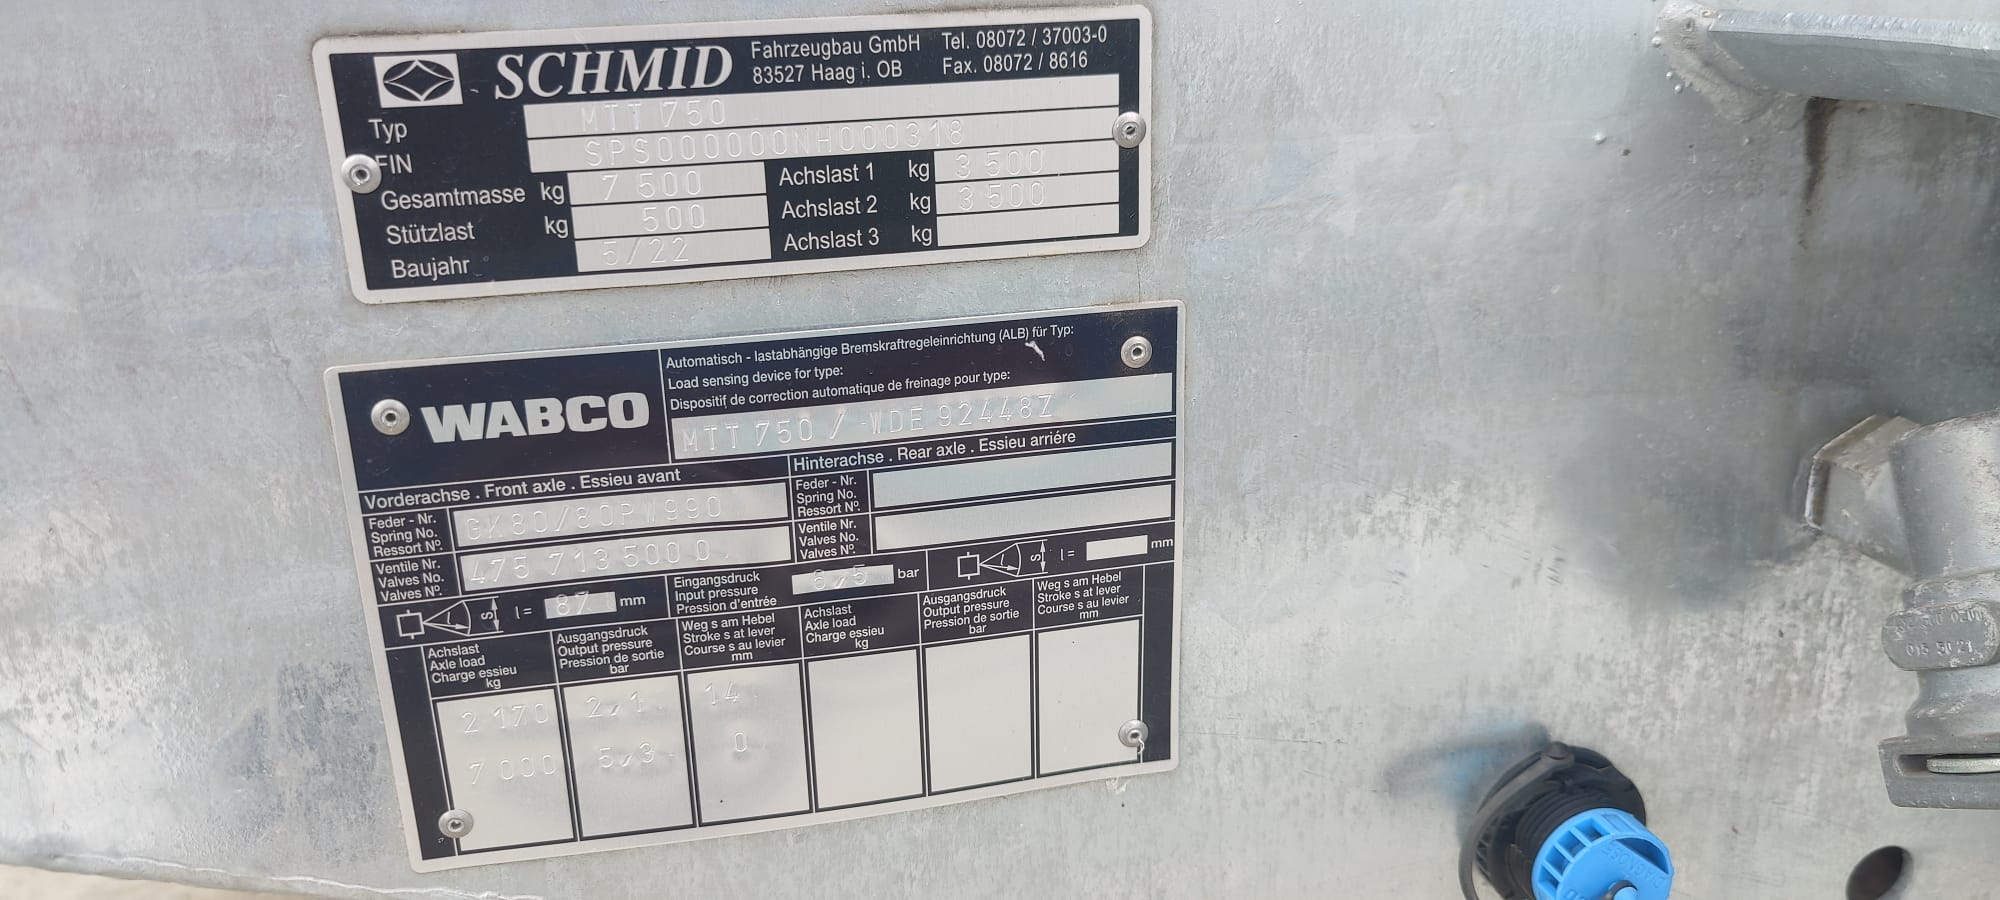 SCHMID Fahrzeugbau GmbH Tel. 08072 / 37003-0
83527 Haag i. OB Fax. 08072 / 8616
Typ MTT 750
FIN SPS000000NH000318
Gesamtmasse kg 7 500 Achslast 1 kg 3 500
Stützlast kg 500 Achslast 2 kg 3 500
Baujahr 5/22 Achslast 3 kg
WABCO
Automatisch - lastabhängige Bremskraftregeleinrichtung (ALB) für Typ:
Load sensing device for type:
Dispositif de correction automatique de freinage pour type:
MTT 750 / WDE 92448Z
Vorderachse . Front axle . Essieu avant
Feder - Nr.
Spring No.
Ressort Nº.
GK80/80PW990
Ventile Nr.
Valves No.
Valves Nº.
475 713 500 0
Hinterachse . Rear axle . Essieu arriére
Feder - Nr.
Spring No.
Ressort Nº.
Ventile Nr.
Valves No.
Valves Nº.
L S l = 87 mm
Eingangsdruck
Input pressure
Pression d'entrée
6,5 bar
L S l = mm
Achslast
Axle load
Charge essieu
kg
Ausgangsdruck
Output pressure
Pression de sortie
bar
Weg s am Hebel
Stroke s at lever
Course s au levier
mm
Achslast
Axle load
Charge essieu
kg
Ausgangsdruck
Output pressure
Pression de sortie
bar
Weg s am Hebel
Stroke s at lever
Course s au levier
mm
2 170 2,1 14
7 000 5,3 0